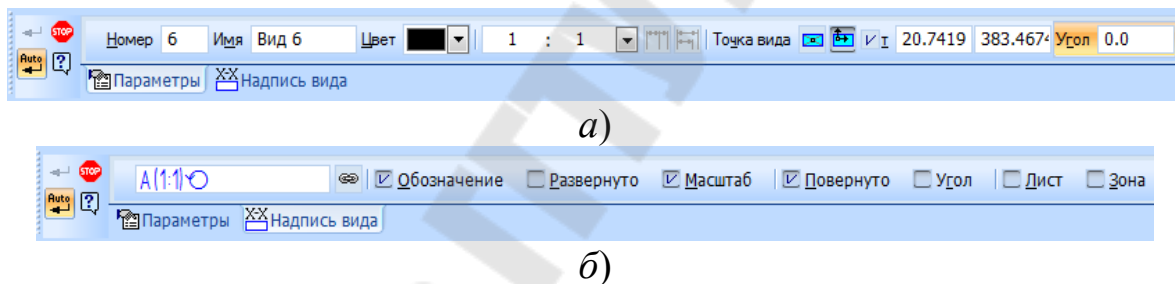 STOP Номер 6 Имя Вид 6 Цвет 1 : 1 Точка вида т 20.7419 383.4674 Угол 0.0
Auto Параметры X-X Надпись вида
а)
STOP А(1:1) Обозначение Развернуто Масштаб Повернуто Угол Лист Зона
Auto Параметры X-X Надпись вида
б)